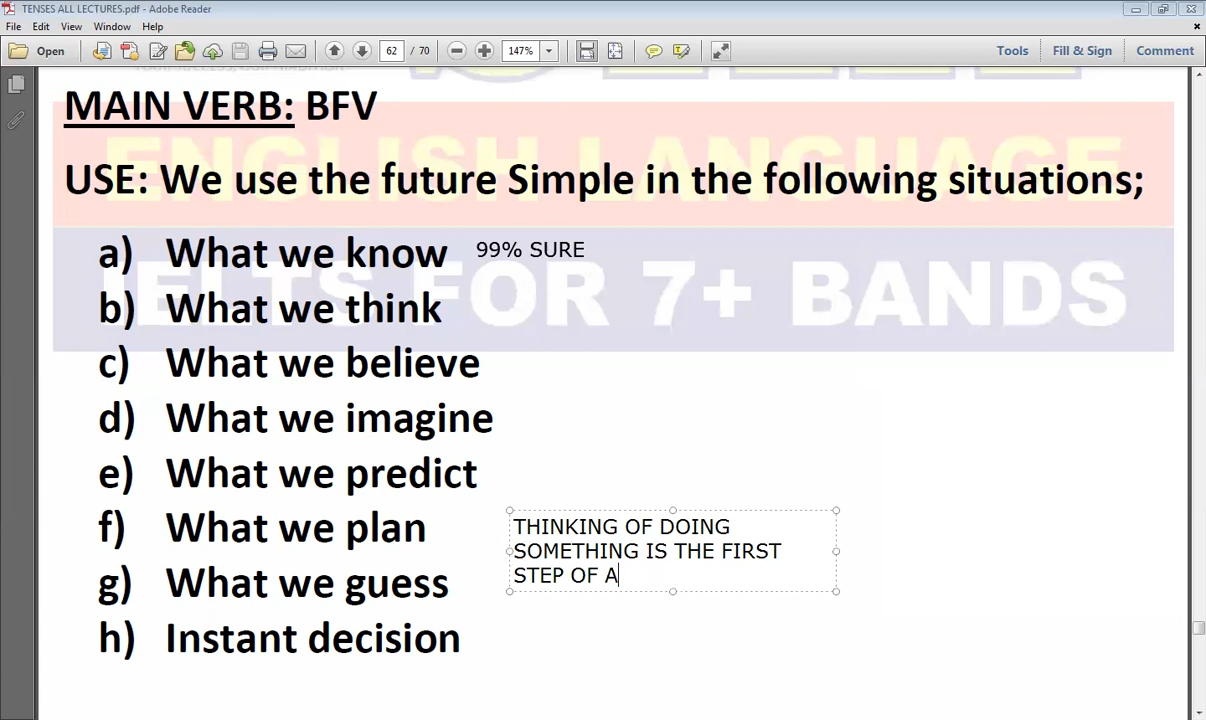 TENSES ALL LECTURES.pdf - Adobe Reader
File Edit View Window Help
Open 62 / 70 147% Tools Fill & Sign Comment
MAIN VERB: BFV
ENGLISH LANGUAGE
USE: We use the future Simple in the following situations;
a) What we know 99% SURE
IELTS FOR 7+ BANDS
b) What we think
c) What we believe
d) What we imagine
e) What we predict
f) What we plan THINKING OF DOING
SOMETHING IS THE FIRST
STEP OF A
g) What we guess
h) Instant decision